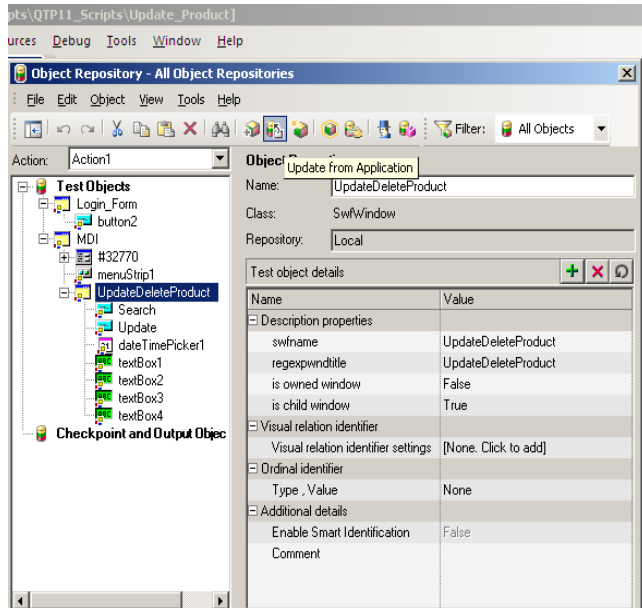 pts\QTP11_Scripts\Update_Product]
urces Debug Tools Window Help
Object Repository - All Object Repositories
File Edit Object View Tools Help
Filter: All Objects
Action: Action1
Test Objects
Login_Form
button2
MDI
#32770
menuStrip1
UpdateDeleteProduct
Search
Update
dateTimePicker1
textBox1
textBox2
textBox3
textBox4
Checkpoint and Output Objec
Update from Application
Name: UpdateDeleteProduct
Class: SwfWindow
Repository: Local
Test object details
Name Value
Description properties
swfname UpdateDeleteProduct
regexpwndtitle UpdateDeleteProduct
is owned window False
is child window True
Visual relation identifier
Visual relation identifier settings [None. Click to add]
Ordinal identifier
Type , Value None
Additional details
Enable Smart Identification False
Comment